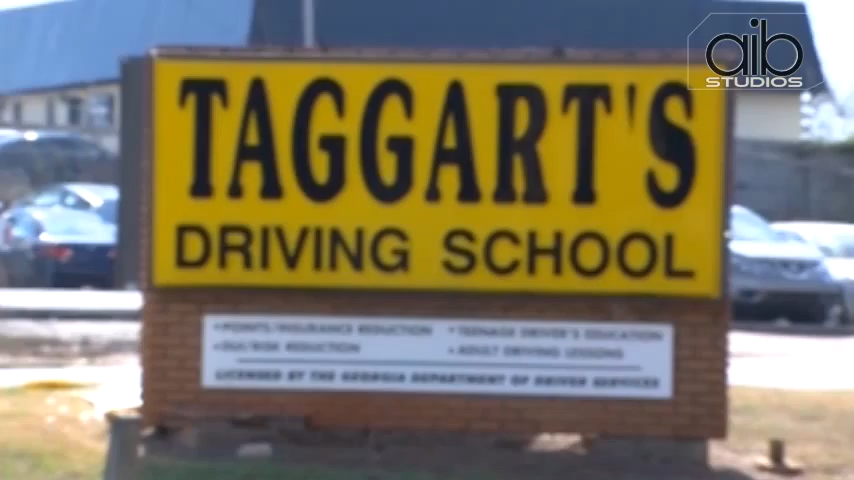 aib
STUDIOS
TAGGART'S
DRIVING SCHOOL
• POINTS/INSURANCE REDUCTION • TEENAGE DRIVER'S EDUCATION
• DUI/RISK REDUCTION • ADULT DRIVING LESSONS
LICENSED BY THE GEORGIA DEPARTMENT OF DRIVER SERVICES